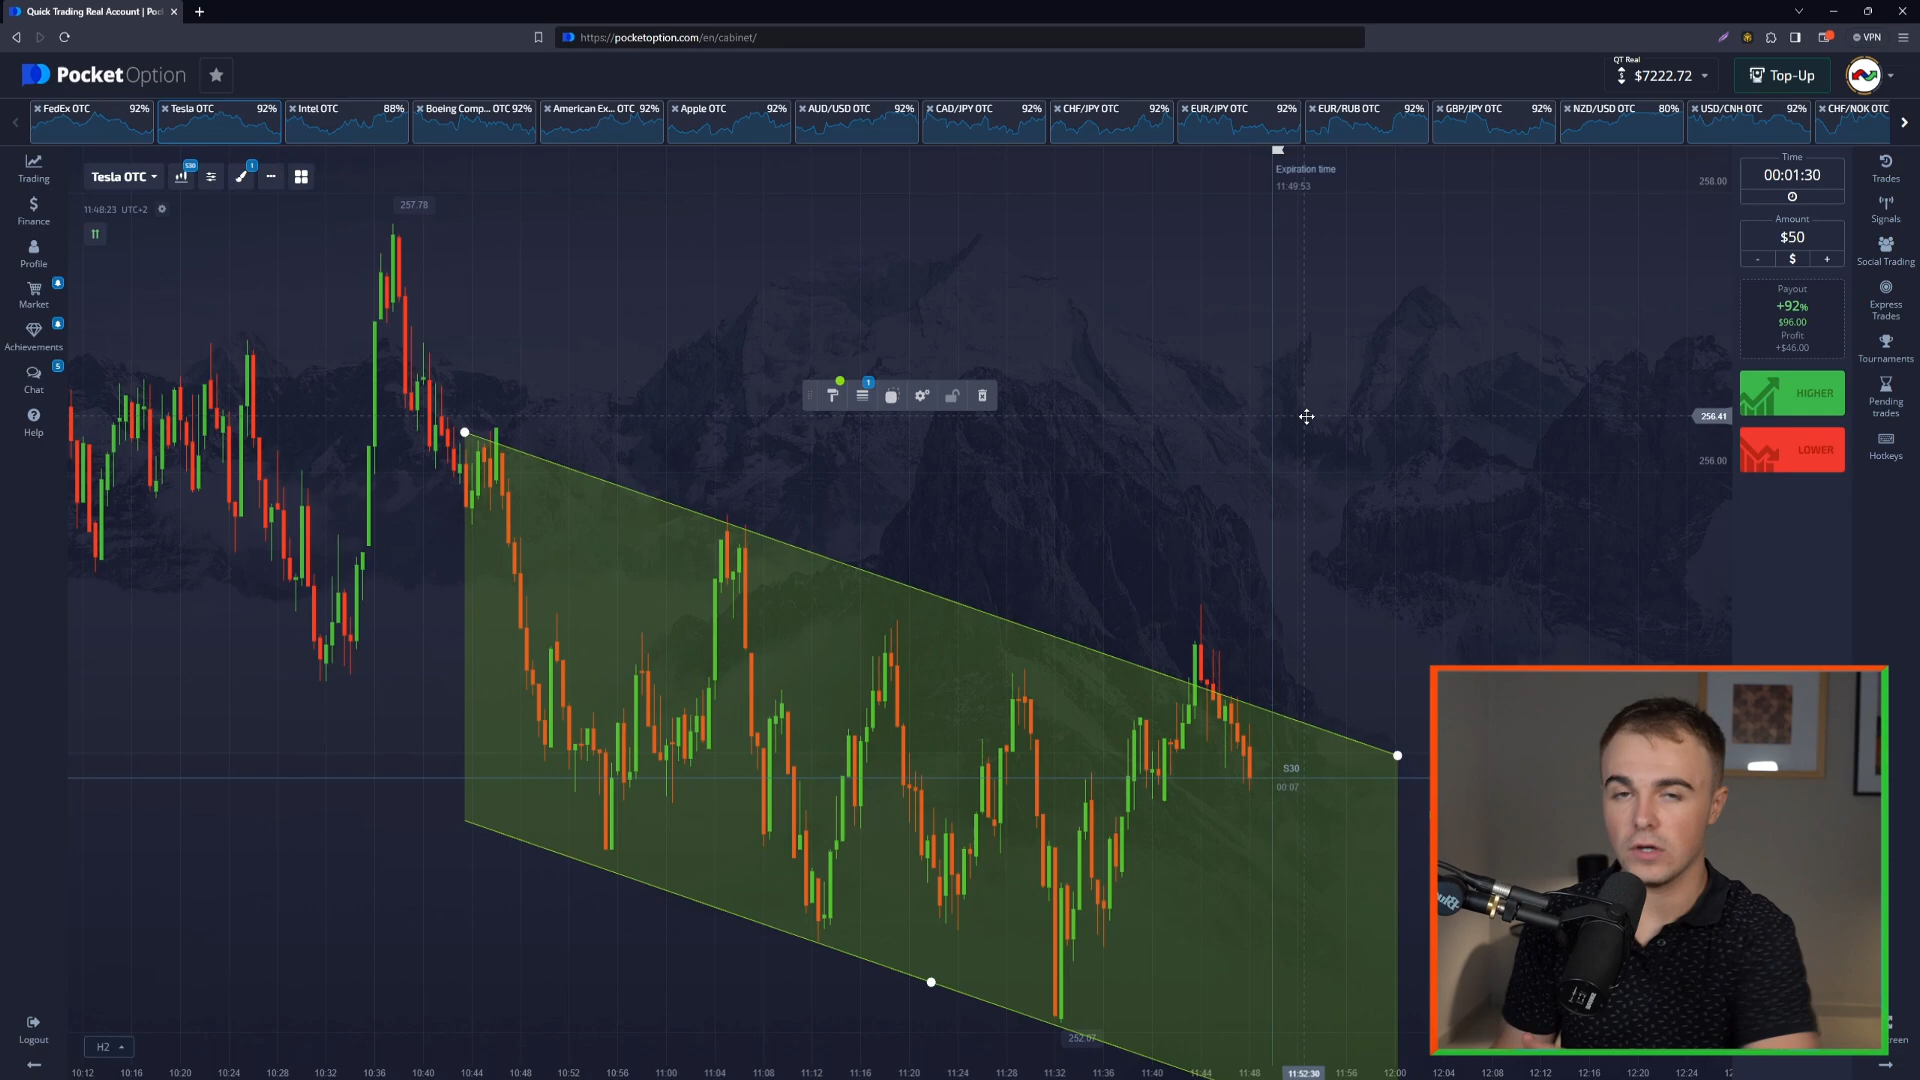 Quick Trading Real Account | Poc
https://pocketoption.com/en/cabinet/
VPN
PocketOption
QT Real
$7222.72
Top-Up
FedEx OTC 92%
Tesla OTC 92%
Intel OTC 88%
Boeing Comp... OTC 92%
American Ex... OTC 92%
Apple OTC 92%
AUD/USD OTC 92%
CAD/JPY OTC 92%
CHF/JPY OTC 92%
EUR/JPY OTC 92%
EUR/RUB OTC 92%
GBP/JPY OTC 92%
NZD/USD OTC 80%
USD/CNH OTC 92%
CHF/NOK OTC
Trading
Finance
Profile
Market
Achievements
5
Chat
Help
Logout
Tesla OTC
S30
1
11:48:23 UTC+2
257.78
Expiration time
11:49:53
258.00
1
256.41
256.00
S30
00:07
252.07
H2
10:12 10:16 10:20 10:24 10:28 10:32 10:36 10:40 10:44 10:48 10:52 10:56 11:00 11:04 11:08 11:12 11:16 11:20 11:24 11:28 11:32 11:36 11:40 11:44 11:48 11:52:30 11:56 12:00 12:04 12:08 12:12 12:16 12:20 12:24
Time
00:01:30
Amount
$50
- $ +
Payout
+92%
$96.00
Profit
+$46.00
HIGHER
LOWER
Trades
Signals
Social Trading
Express
Trades
Tournaments
Pending
trades
Hotkeys